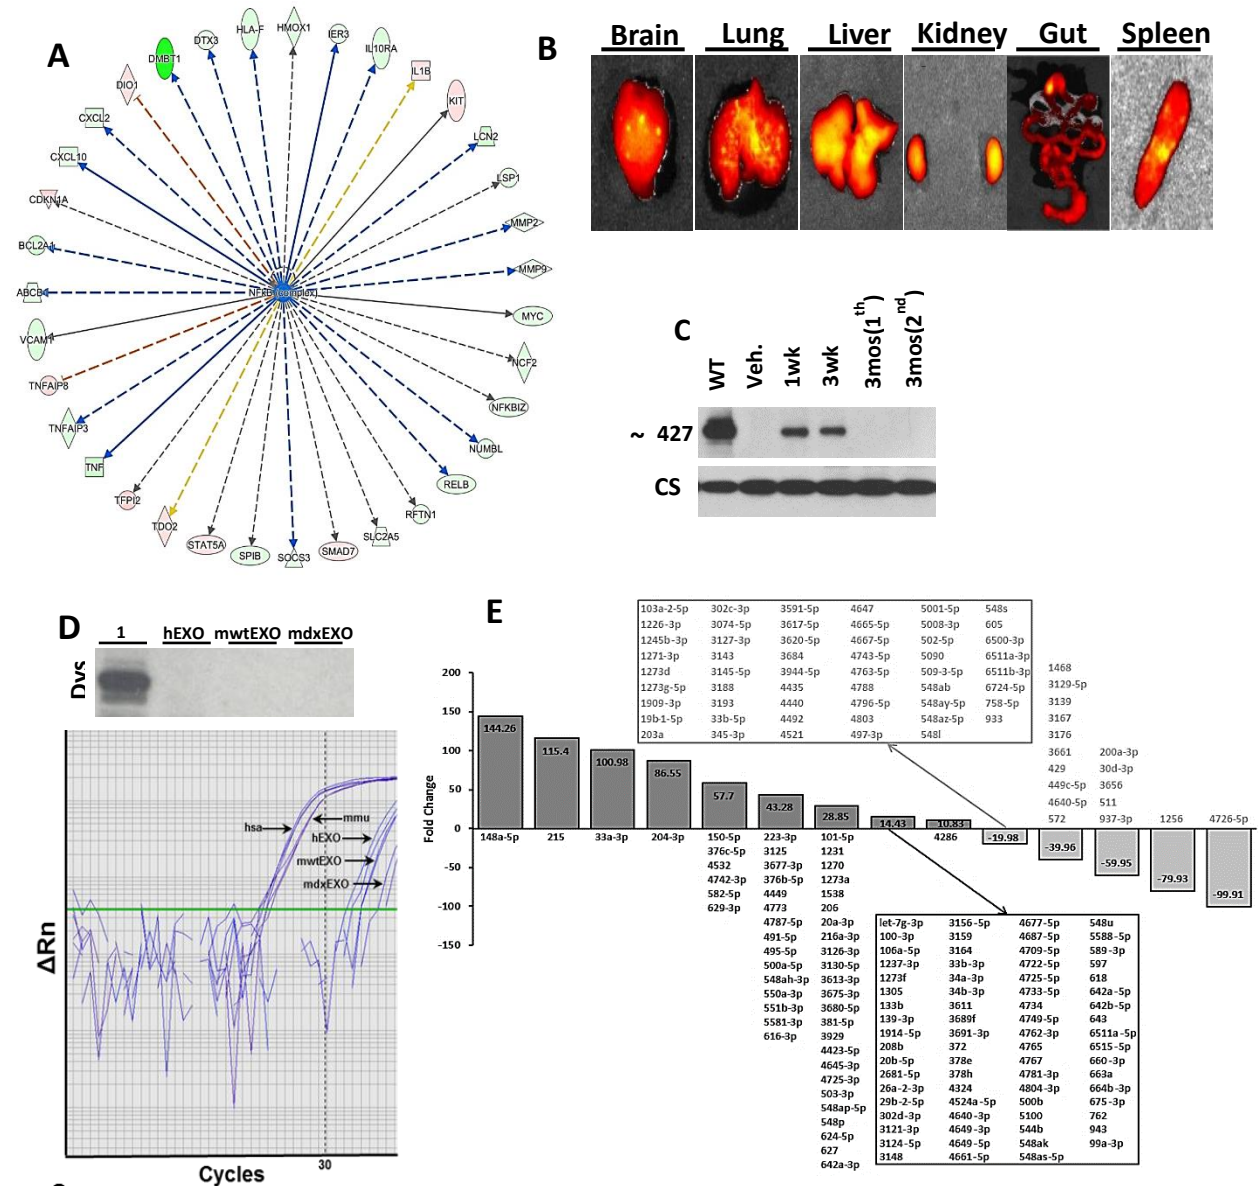 A
HMOX1
HLA-F
IER3
DTX3
IL10RA
DMBT1
IL1B
DIO1
KIT
CXCL2
LCN2
CXCL10
LSP1
CDKN1A
MMP2
BCL2A1
MMP9
NFkB (complex)
MYC
VCAM1
NCF2
TNFAIP8
NFKBIZ
TNFAIP3
NUMBL
TNF
RELB
TFPI2
RFTN1
TDO2
SLC2A5
STAT5A
SMAD7
SPIB
SOCS3
B
Brain Lung Liver Kidney Gut Spleen
C
WT
Veh.
1wk
3wk
3mos(1th)
3mos(2nd)
~ 427
CS
D
1 hEXO mwtEXO mdxEXO
Dys
hsa
mmu
hEXO
mwtEXO
mdxEXO
ΔRn
30
Cycles
E
103a-2-5p 302c-3p 3591-5p 4647 5001-5p 548s
1226-3p 3074-5p 3617-5p 4665-5p 5008-3p 605
1245b-3p 3127-3p 3620-5p 4667-5p 502-5p 6500-3p
1271-3p 3143 3684 4743-5p 5090 6511a-3p
1273d 3145-5p 3944-5p 4763-5p 509-3-5p 6511b-3p
1273g-5p 3188 4435 4788 548ab 6724-5p
1909-3p 3193 4440 4796-5p 548ay-5p 758-5p
19b-1-5p 33b-5p 4492 4803 548az-5p 933
203a 345-3p 4521 497-3p 548l
1468
3129-5p
3139
3167
3176
3661 200a-3p
429 30d-3p
449c-5p 3656
4640-5p 511
572 937-3p 1256 4726-5p
Fold Change
200
150
100
50
0
-50
-100
-150
144.26
115.4
100.98
86.55
57.7
43.28
28.85
14.43
10.83
-19.98
-39.96
-59.95
-79.93
-99.91
148a-5p 215 33a-3p 204-3p 150-5p 223-3p 101-5p 4286
376c-5p 3125 1231
4532 3677-3p 1270
4742-3p 376b-5p 1273a
582-5p 4449 1538
629-3p 4773 206
4787-5p 20a-3p
491-5p 216a-3p
495-5p 3126-3p
500a-5p 3130-5p
548ah-3p 3613-3p
550a-3p 3675-3p
551b-3p 3680-5p
5581-3p 381-5p
616-3p 3929
4423-5p
4645-3p
4725-3p
503-3p
548ap-5p
548p
624-5p
627
642a-3p
let-7g-3p 3156-5p 4677-5p 548u
100-3p 3159 4687-5p 5588-5p
106a-5p 3164 4709-5p 589-3p
1237-3p 33b-3p 4722-5p 597
1273f 34a-3p 4725-5p 618
1305 34b-3p 4733-5p 642a-5p
133b 3611 4734 642b-5p
139-3p 3689f 4749-5p 643
1914-5p 3691-3p 4762-3p 6511a-5p
208b 372 4765 6515-5p
20b-5p 378e 4767 660-3p
2681-5p 378h 4781-3p 663a
26a-2-3p 4324 4804-3p 664b-3p
29b-2-5p 4524a-5p 500b 675-3p
302d-3p 4640-3p 5100 762
3121-3p 4649-3p 544b 943
3124-5p 4649-5p 548ak 99a-3p
3148 4661-5p 548as-5p